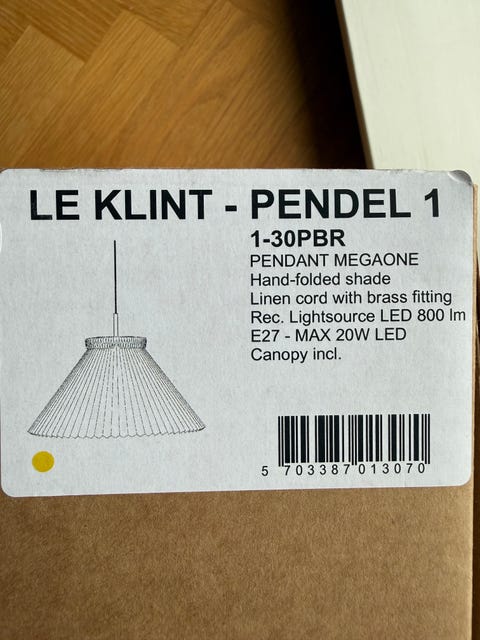 LE KLINT - PENDEL 1
1-30PBR
PENDANT MEGAONE
Hand-folded shade
Linen cord with brass fitting
Rec. Lightsource LED 800 lm
E27 - MAX 20W LED
Canopy incl.
5 703387 013070